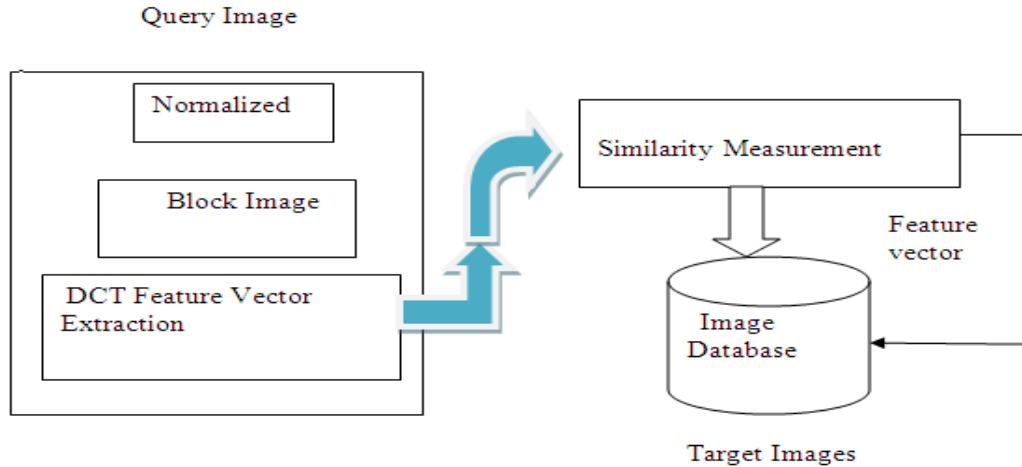 Query Image
Normalized
Block Image
DCT Feature Vector
Extraction
Similarity Measurement
Feature
vector
Image
Database
Target Images